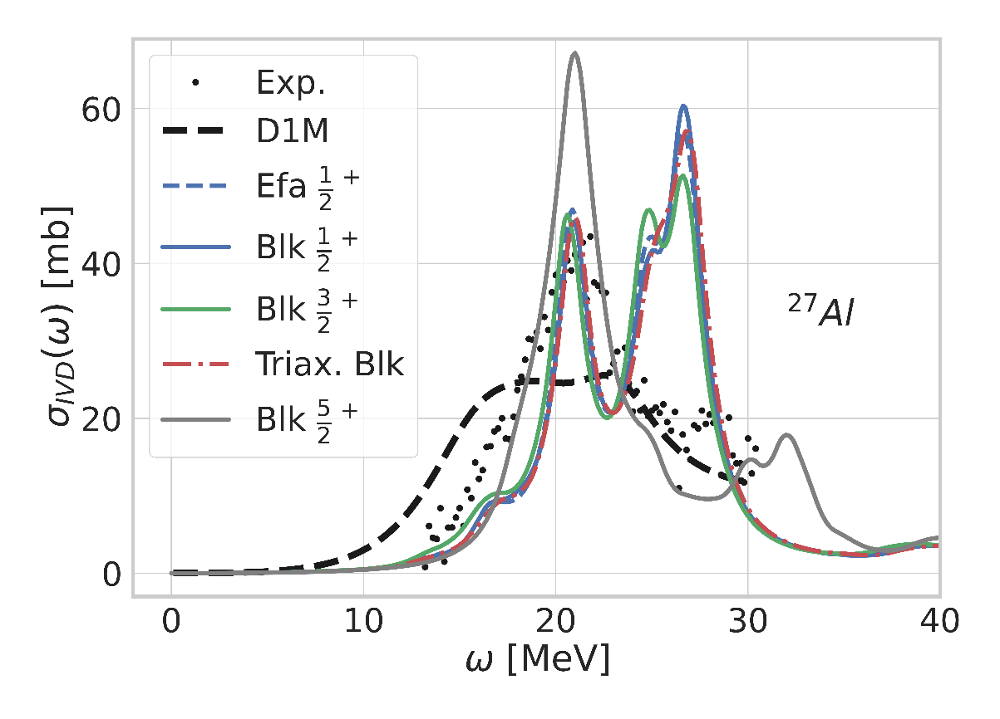 Exp.
D1M
Efa 1/2 +
Blk 1/2 +
Blk 3/2 +
Triax. Blk
Blk 5/2 +
27Al
σIVD(ω) [mb]
60
40
20
0
0 10 20 30 40
ω [MeV]